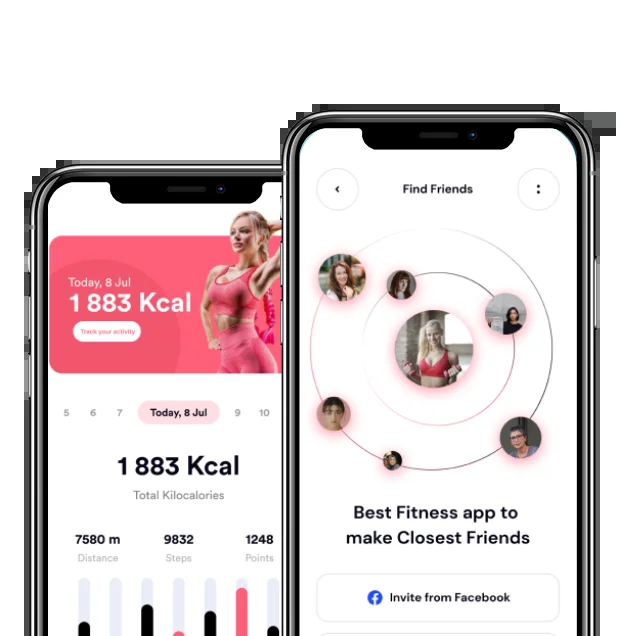 Today, 8 Jul
1 883 Kcal
Track your activity
5 6 7 Today, 8 Jul 9 10
1 883 Kcal
Total Kilocalories
7580 m 9832 1248
Distance Steps Points
Find Friends
Best Fitness app to
make Closest Friends
Invite from Facebook